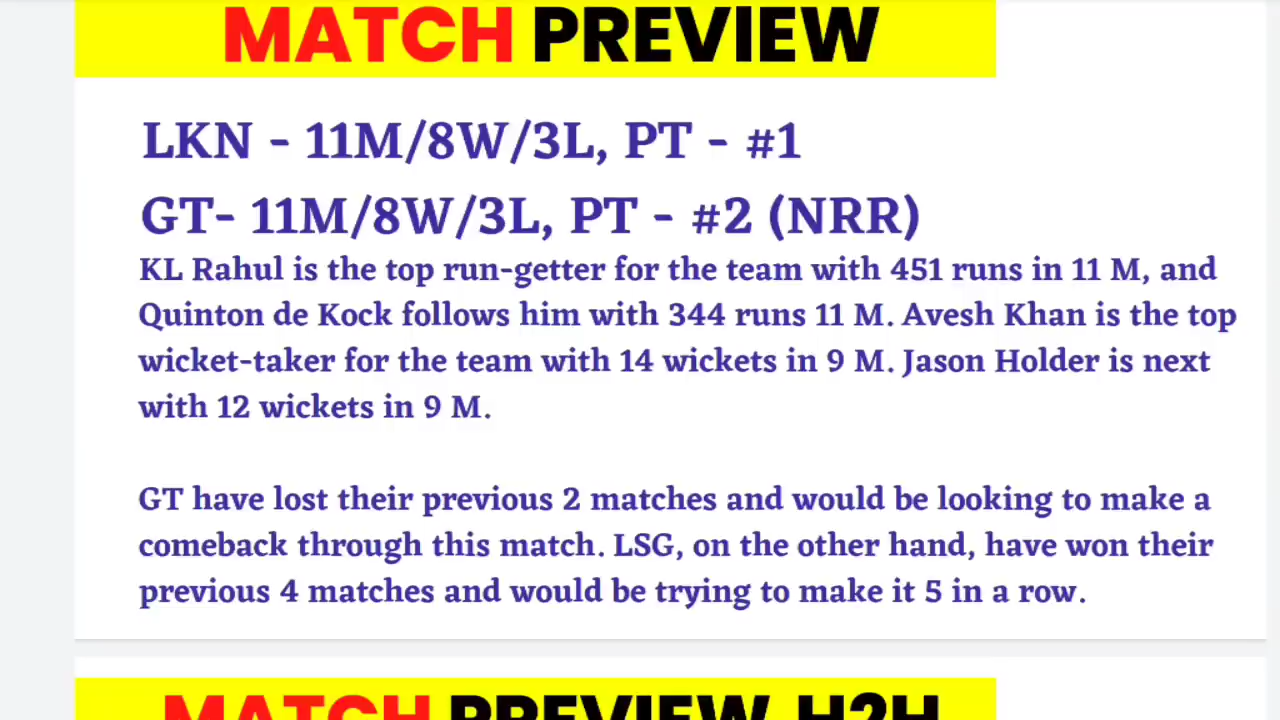 MATCH PREVIEW
LKN - 11M/8W/3L, PT - #1
GT- 11M/8W/3L, PT - #2 (NRR)
KL Rahul is the top run-getter for the team with 451 runs in 11 M, and
Quinton de Kock follows him with 344 runs 11 M. Avesh Khan is the top
wicket-taker for the team with 14 wickets in 9 M. Jason Holder is next
with 12 wickets in 9 M.
GT have lost their previous 2 matches and would be looking to make a
comeback through this match. LSG, on the other hand, have won their
previous 4 matches and would be trying to make it 5 in a row.
MATCH PREVIEW H2H